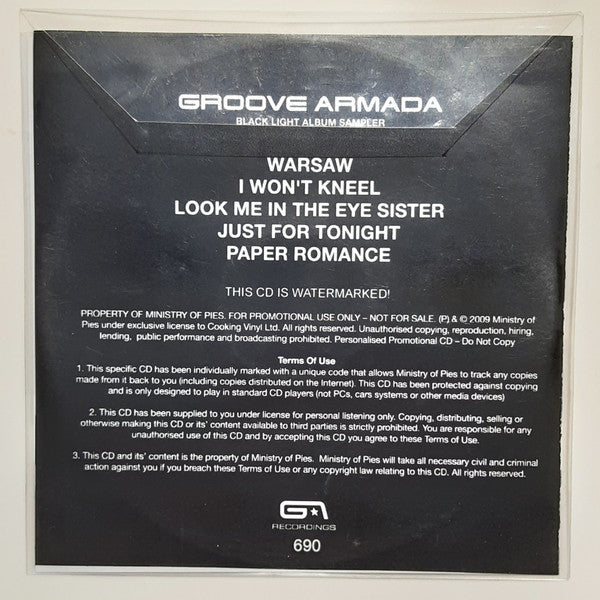 GROOVE ARMADA
BLACK LIGHT ALBUM SAMPLER
WARSAW
I WON'T KNEEL
LOOK ME IN THE EYE SISTER
JUST FOR TONIGHT
PAPER ROMANCE
THIS CD IS WATERMARKED!
PROPERTY OF MINISTRY OF PIES. FOR PROMOTIONAL USE ONLY – NOT FOR SALE. (P) & © 2009 Ministry of
Pies under exclusive license to Cooking Vinyl Ltd. All rights reserved. Unauthorised copying, reproduction, hiring,
lending, public performance and broadcasting prohibited. Personalised Promotional CD – Do Not Copy
Terms Of Use
1. This specific CD has been individually marked with a unique code that allows Ministry of Pies to track any copies
made from it back to you (including copies distributed on the Internet). This CD has been protected against copying
and is only designed to play in standard CD players (not PCs, cars systems or other media devices)
2. This CD has been supplied to you under license for personal listening only. Copying, distributing, selling or
otherwise making this CD or its' content available to third parties is strictly prohibited. You are responsible for any
unauthorised use of this CD and by accepting this CD you agree to these Terms of Use.
3. This CD and its' content is the property of Ministry of Pies. Ministry of Pies will take all necessary civil and criminal
action against you if you breach these Terms of Use or any copyright law relating to this CD. All rights reserved.
GA
RECORDINGS
690